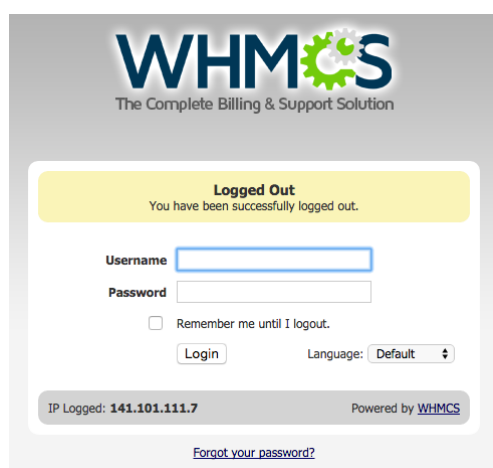 WHMCS
The Complete Billing & Support Solution
Logged Out
You have been successfully logged out.
Username
Password
Remember me until I logout.
Login Language: Default
IP Logged: 141.101.111.7 Powered by WHMCS
Forgot your password?